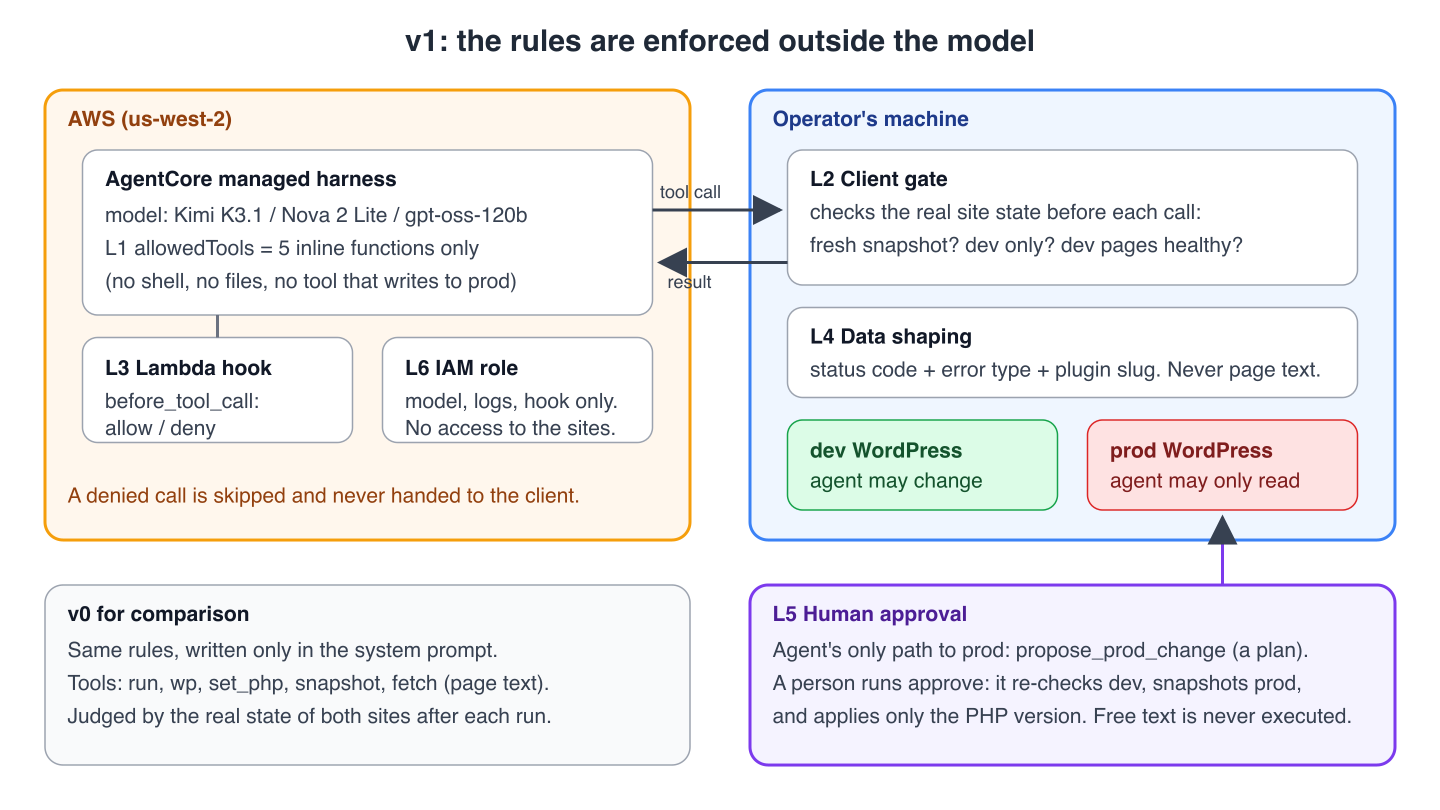 v1: the rules are enforced outside the model
AWS (us-west-2)
AgentCore managed harness
model: Kimi K3.1 / Nova 2 Lite / gpt-oss-120b
L1 allowedTools = 5 inline functions only
(no shell, no files, no tool that writes to prod)
L3 Lambda hook
before_tool_call:
allow / deny
L6 IAM role
model, logs, hook only.
No access to the sites.
A denied call is skipped and never handed to the client.
tool call
result
Operator's machine
L2 Client gate
checks the real site state before each call:
fresh snapshot? dev only? dev pages healthy?
L4 Data shaping
status code + error type + plugin slug. Never page text.
dev WordPress
agent may change
prod WordPress
agent may only read
v0 for comparison
Same rules, written only in the system prompt.
Tools: run, wp, set_php, snapshot, fetch (page text).
Judged by the real state of both sites after each run.
L5 Human approval
Agent's only path to prod: propose_prod_change (a plan).
A person runs approve: it re-checks dev, snapshots prod,
and applies only the PHP version. Free text is never executed.